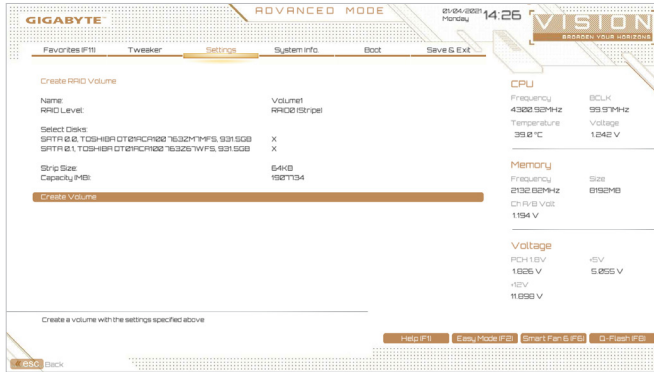 GIGABYTE™
ADVANCED MODE
01/04/2021 Monday 14:26
VISION
BROADEN YOUR HORIZONS
Favorites (F11) Tweaker Settings System Info. Boot Save & Exit
Create RAID Volume
Name: Volume1
RAID Level: RAID0 (Stripe)
Select Disks:
SATA 0.0, TOSHIBA DT01ACA100 763ZM7MFS, 931.5GB X
SATA 0.1, TOSHIBA DT01ACA100 763Z67WFS, 931.5GB X
Strip Size: 64KB
Capacity (MB): 1907734
Create Volume
CPU
Frequency BCLK
4300.52MHz 99.97MHz
Temperature Voltage
39.0 °C 1.242 V
Memory
Frequency Size
2132.82MHz 8192MB
Ch A/B Volt
1.194 V
Voltage
PCH 1.8V +5V
1.826 V 5.055 V
+12V
11.898 V
Create a volume with the settings specified above
Help (F1) Easy Mode (F2) Smart Fan 6 (F6) Q-Flash (F8)
esc Back